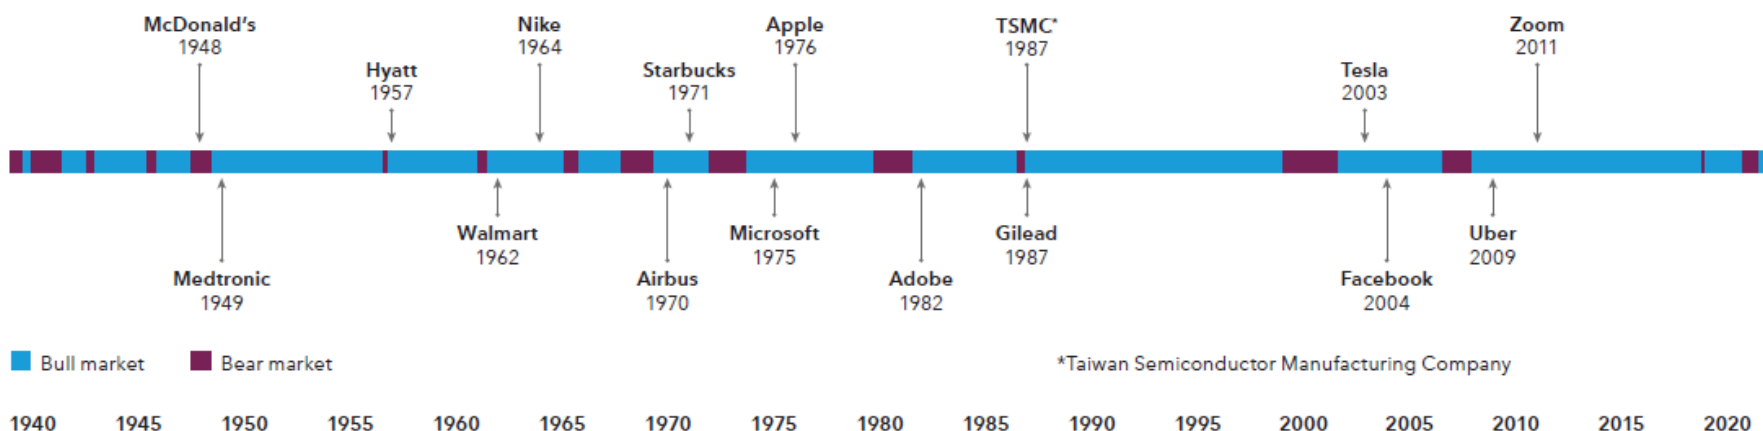 McDonald's
1948
Nike
1964
Apple
1976
TSMC*
1987
Zoom
2011
Hyatt
1957
Starbucks
1971
Tesla
2003
Walmart
1962
Microsoft
1975
Gilead
1987
Uber
2009
Medtronic
1949
Airbus
1970
Adobe
1982
Facebook
2004
Bull market
Bear market
*Taiwan Semiconductor Manufacturing Company
1940 1945 1950 1955 1960 1965 1970 1975 1980 1985 1990 1995 2000 2005 2010 2015 2020